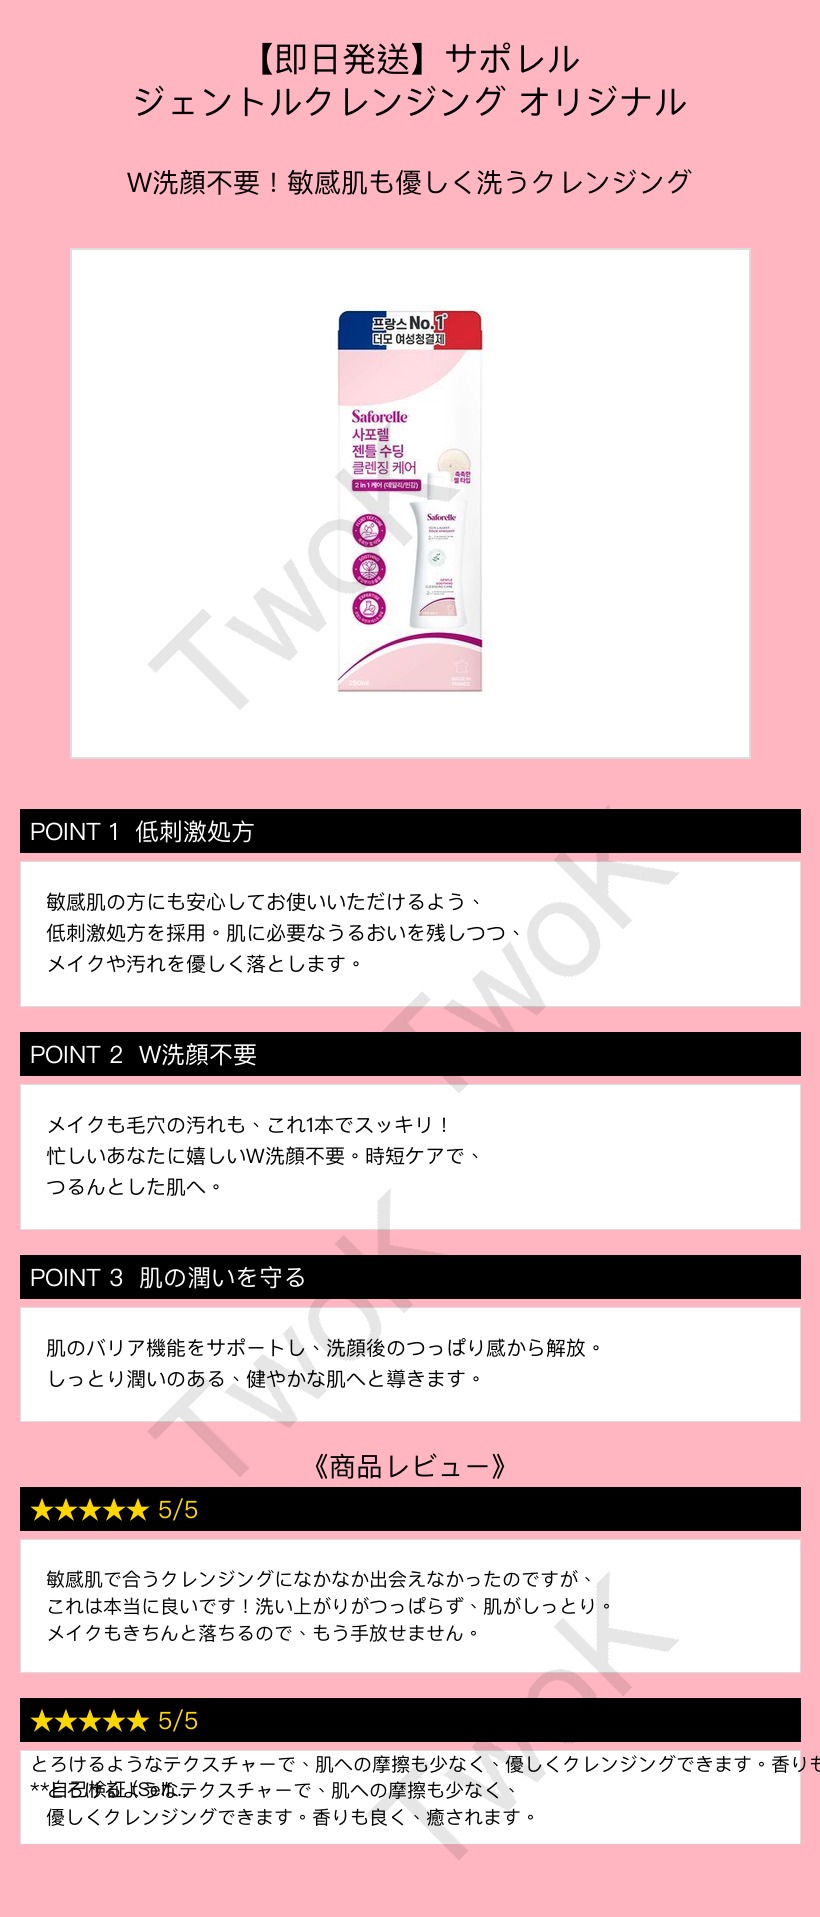 【即日発送】サポレル
ジェントルクレンジング オリジナル
W洗顔不要！敏感肌も優しく洗うクレンジング
프랑스 No.1
더모 여성청결제
Saforelle
사포렐
젠틀 수딩
클렌징 케어
2 in 1 케어 (데일리/민감)
촉촉한
젤 타입
Saforelle
GENTLE
SOOTHING
CLEANSING CARE
250ml
MADE IN
FRANCE
TwoK
POINT 1 低刺激処方
敏感肌の方にも安心してお使いいただけるよう、
低刺激処方を採用。肌に必要なうるおいを残しつつ、
メイクや汚れを優しく落とします。
TwoK
POINT 2 W洗顔不要
メイクも毛穴の汚れも、これ1本でスッキリ！
忙しいあなたに嬉しいW洗顔不要。時短ケアで、
つるんとした肌へ。
POINT 3 肌の潤いを守る
肌のバリア機能をサポートし、洗顔後のつっぱり感から解放。
しっとり潤いのある、健やかな肌へと導きます。
TwoK
《商品レビュー》
★★★★★ 5/5
敏感肌で合うクレンジングになかなか出会えなかったのですが、
これは本当に良いです！洗い上がりがつっぱらず、肌がしっとり。
メイクもきちんと落ちるので、もう手放せません。
★★★★★ 5/5
とろけるようなテクスチャーで、肌への摩擦も少なく、優しくクレンジングできます。香りも
**自己検証 (Self...
とろけるようなテクスチャーで、肌への摩擦も少なく、
優しくクレンジングできます。香りも良く、癒されます。
TwoK